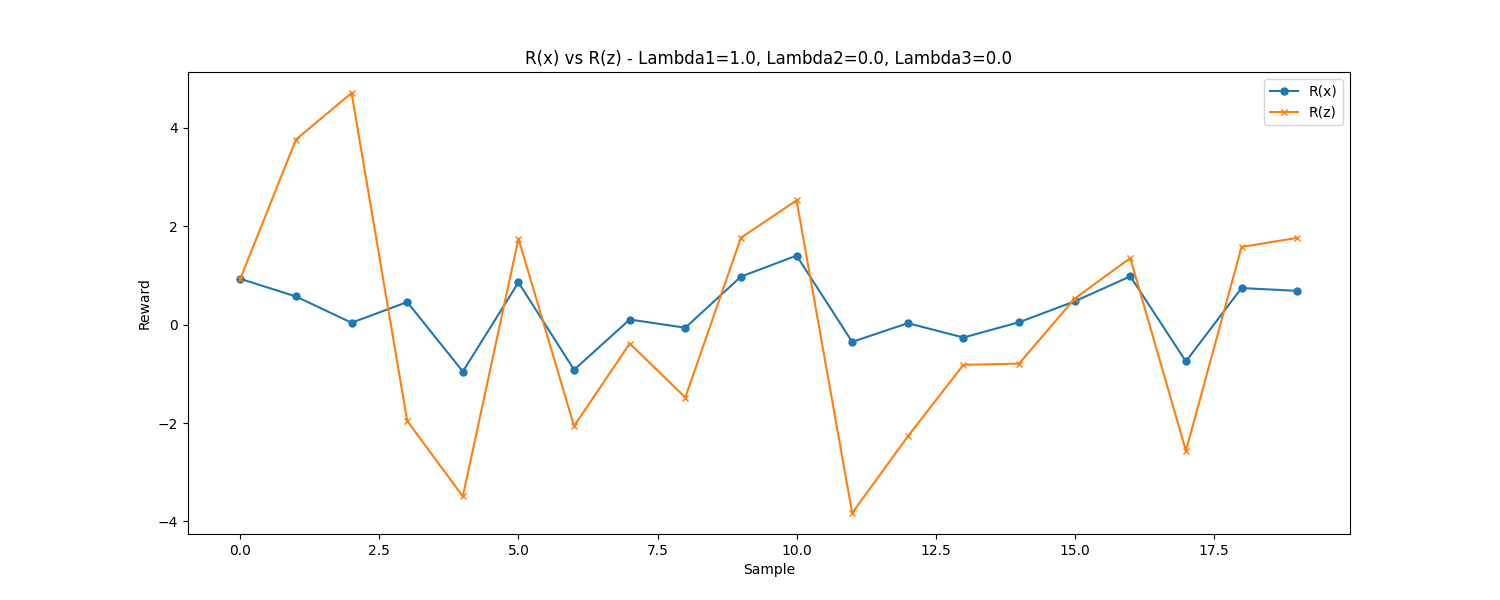 R(x) vs R(z) - Lambda1=1.0, Lambda2=0.0, Lambda3=0.0
R(x)
R(z)
Reward
4
2
0
−2
−4
0.0 2.5 5.0 7.5 10.0 12.5 15.0 17.5
Sample